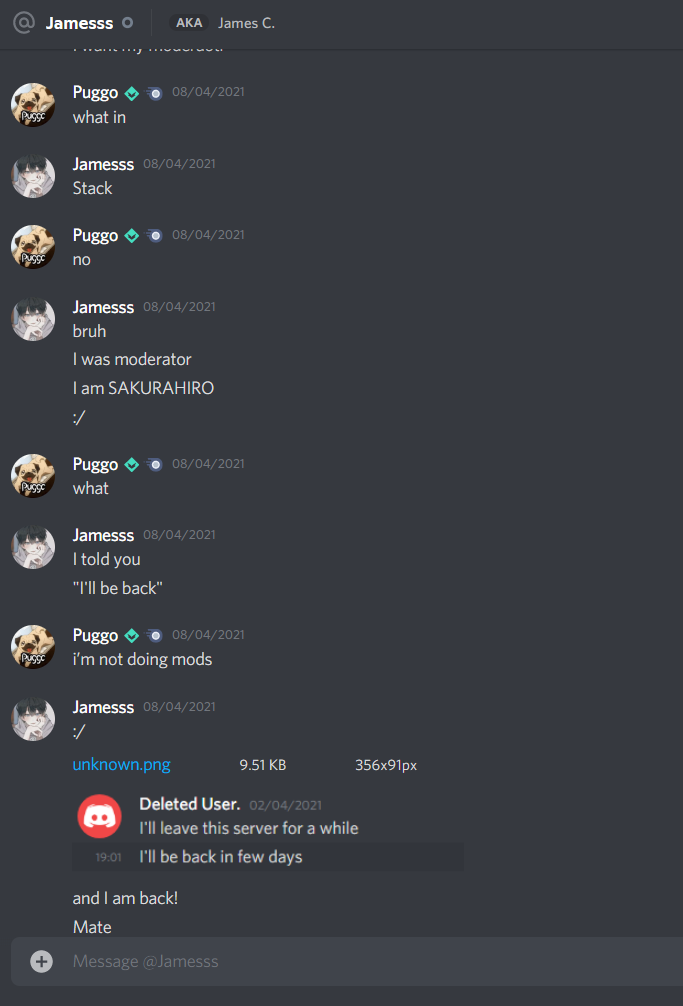 Jamesss AKA James C.
Puggo 08/04/2021
what in
Jamesss 08/04/2021
Stack
Puggo 08/04/2021
no
Jamesss 08/04/2021
bruh
I was moderator
I am SAKURAHIRO
:/
Puggo 08/04/2021
what
Jamesss 08/04/2021
I told you
"I'll be back"
Puggo 08/04/2021
i’m not doing mods
Jamesss 08/04/2021
:/
unknown.png 9.51 KB 356x91px
Deleted User. 02/04/2021
I'll leave this server for a while
19:01 I'll be back in few days
and I am back!
Mate
Message @Jamesss